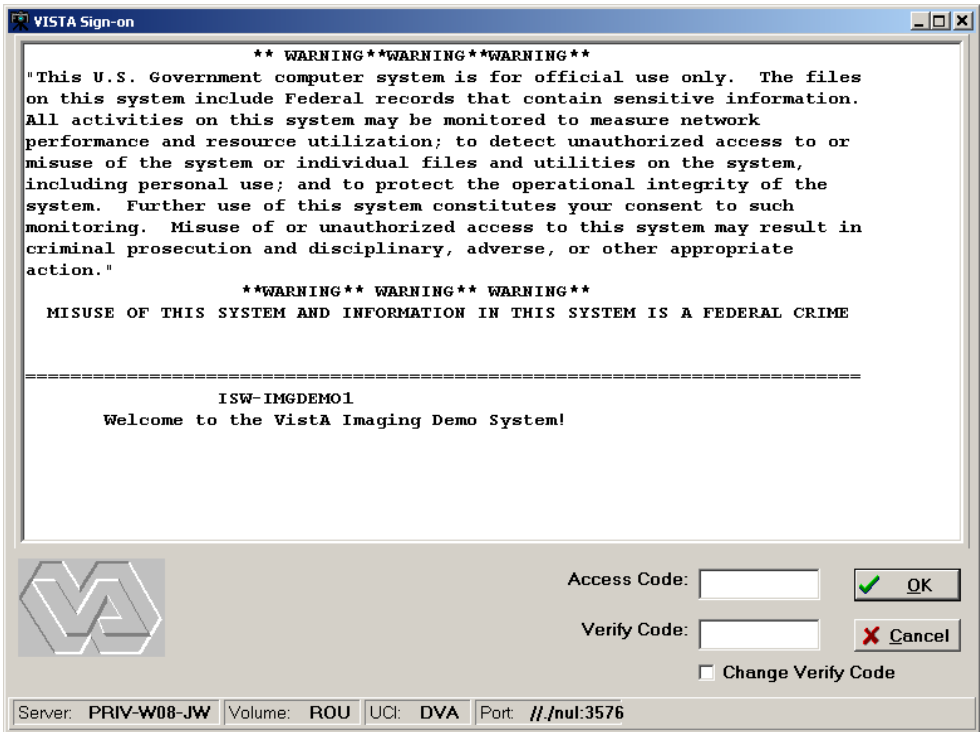 VISTA Sign-on
** WARNING**WARNING**WARNING**
"This U.S. Government computer system is for official use only.  The files
on this system include Federal records that contain sensitive information.
All activities on this system may be monitored to measure network
performance and resource utilization; to detect unauthorized access to or
misuse of the system or individual files and utilities on the system,
including personal use; and to protect the operational integrity of the
system.  Further use of this system constitutes your consent to such
monitoring.  Misuse of or unauthorized access to this system may result in
criminal prosecution and disciplinary, adverse, or other appropriate
action."
**WARNING** WARNING** WARNING**
MISUSE OF THIS SYSTEM AND INFORMATION IN THIS SYSTEM IS A FEDERAL CRIME
==========================================================================
ISW-IMGDEMO1
Welcome to the VistA Imaging Demo System!
Access Code:
OK
Verify Code:
Cancel
Change Verify Code
Server: PRIV-W08-JW Volume: ROU UCI: DVA Port: //./nul:3576